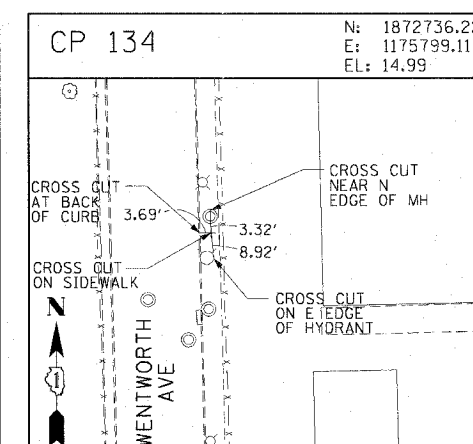 CP 134
N: 1872736.2
E: 1175799.11
EL: 14.99
CROSS CUT
NEAR N
EDGE OF MH
CROSS CUT
AT BACK
OF CURB
3.69'
3.32'
8.92'
CROSS CUT
ON SIDEWALK
CROSS CUT
ON E EDGE
OF HYDRANT
N
WENTWORTH
AVE